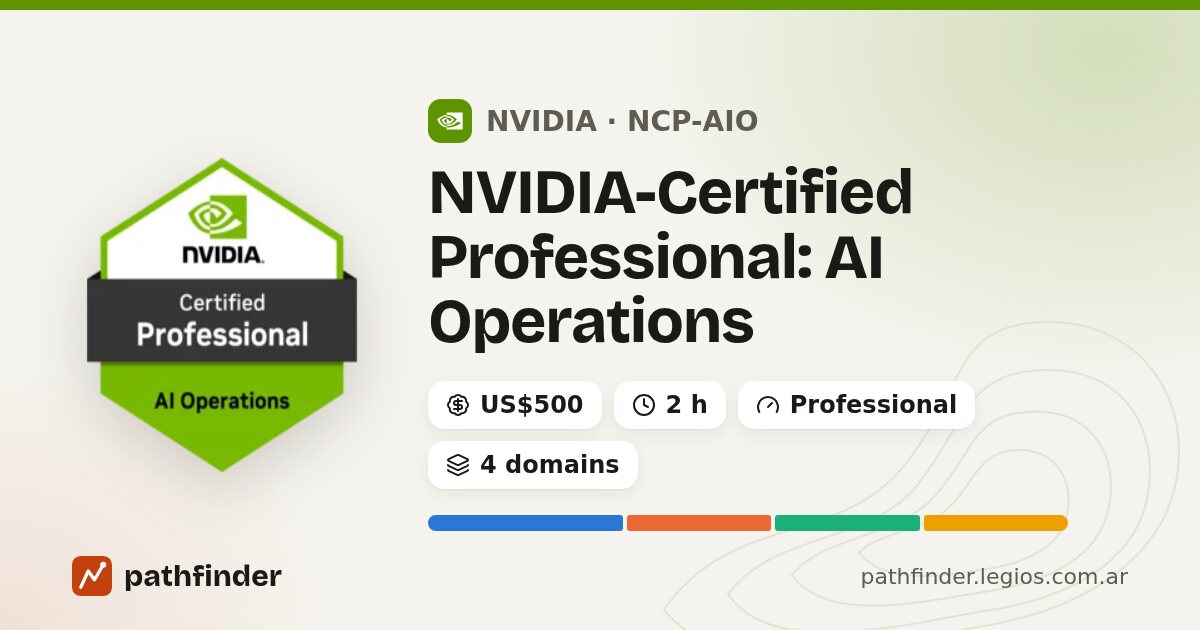 NVIDIA · NCP-AIO
NVIDIA-Certified
Professional: AI
Operations
NVIDIA.
Certified
Professional
AI Operations
US$500
2 h
Professional
4 domains
pathfinder
pathfinder.legios.com.ar